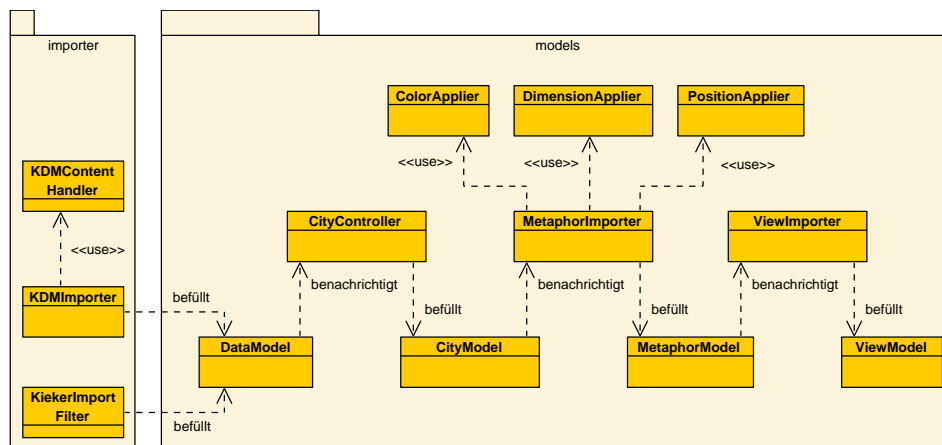 importer
models
ColorApplier
DimensionApplier
PositionApplier
<<use>>
<<use>>
<<use>>
KDMContent
Handler
CityController
MetaphorImporter
ViewImporter
<<use>>
benachrichtigt
benachrichtigt
benachrichtigt
KDMImporter
befüllt
befüllt
befüllt
befüllt
DataModel
CityModel
MetaphorModel
ViewModel
KiekerImport
Filter
befüllt